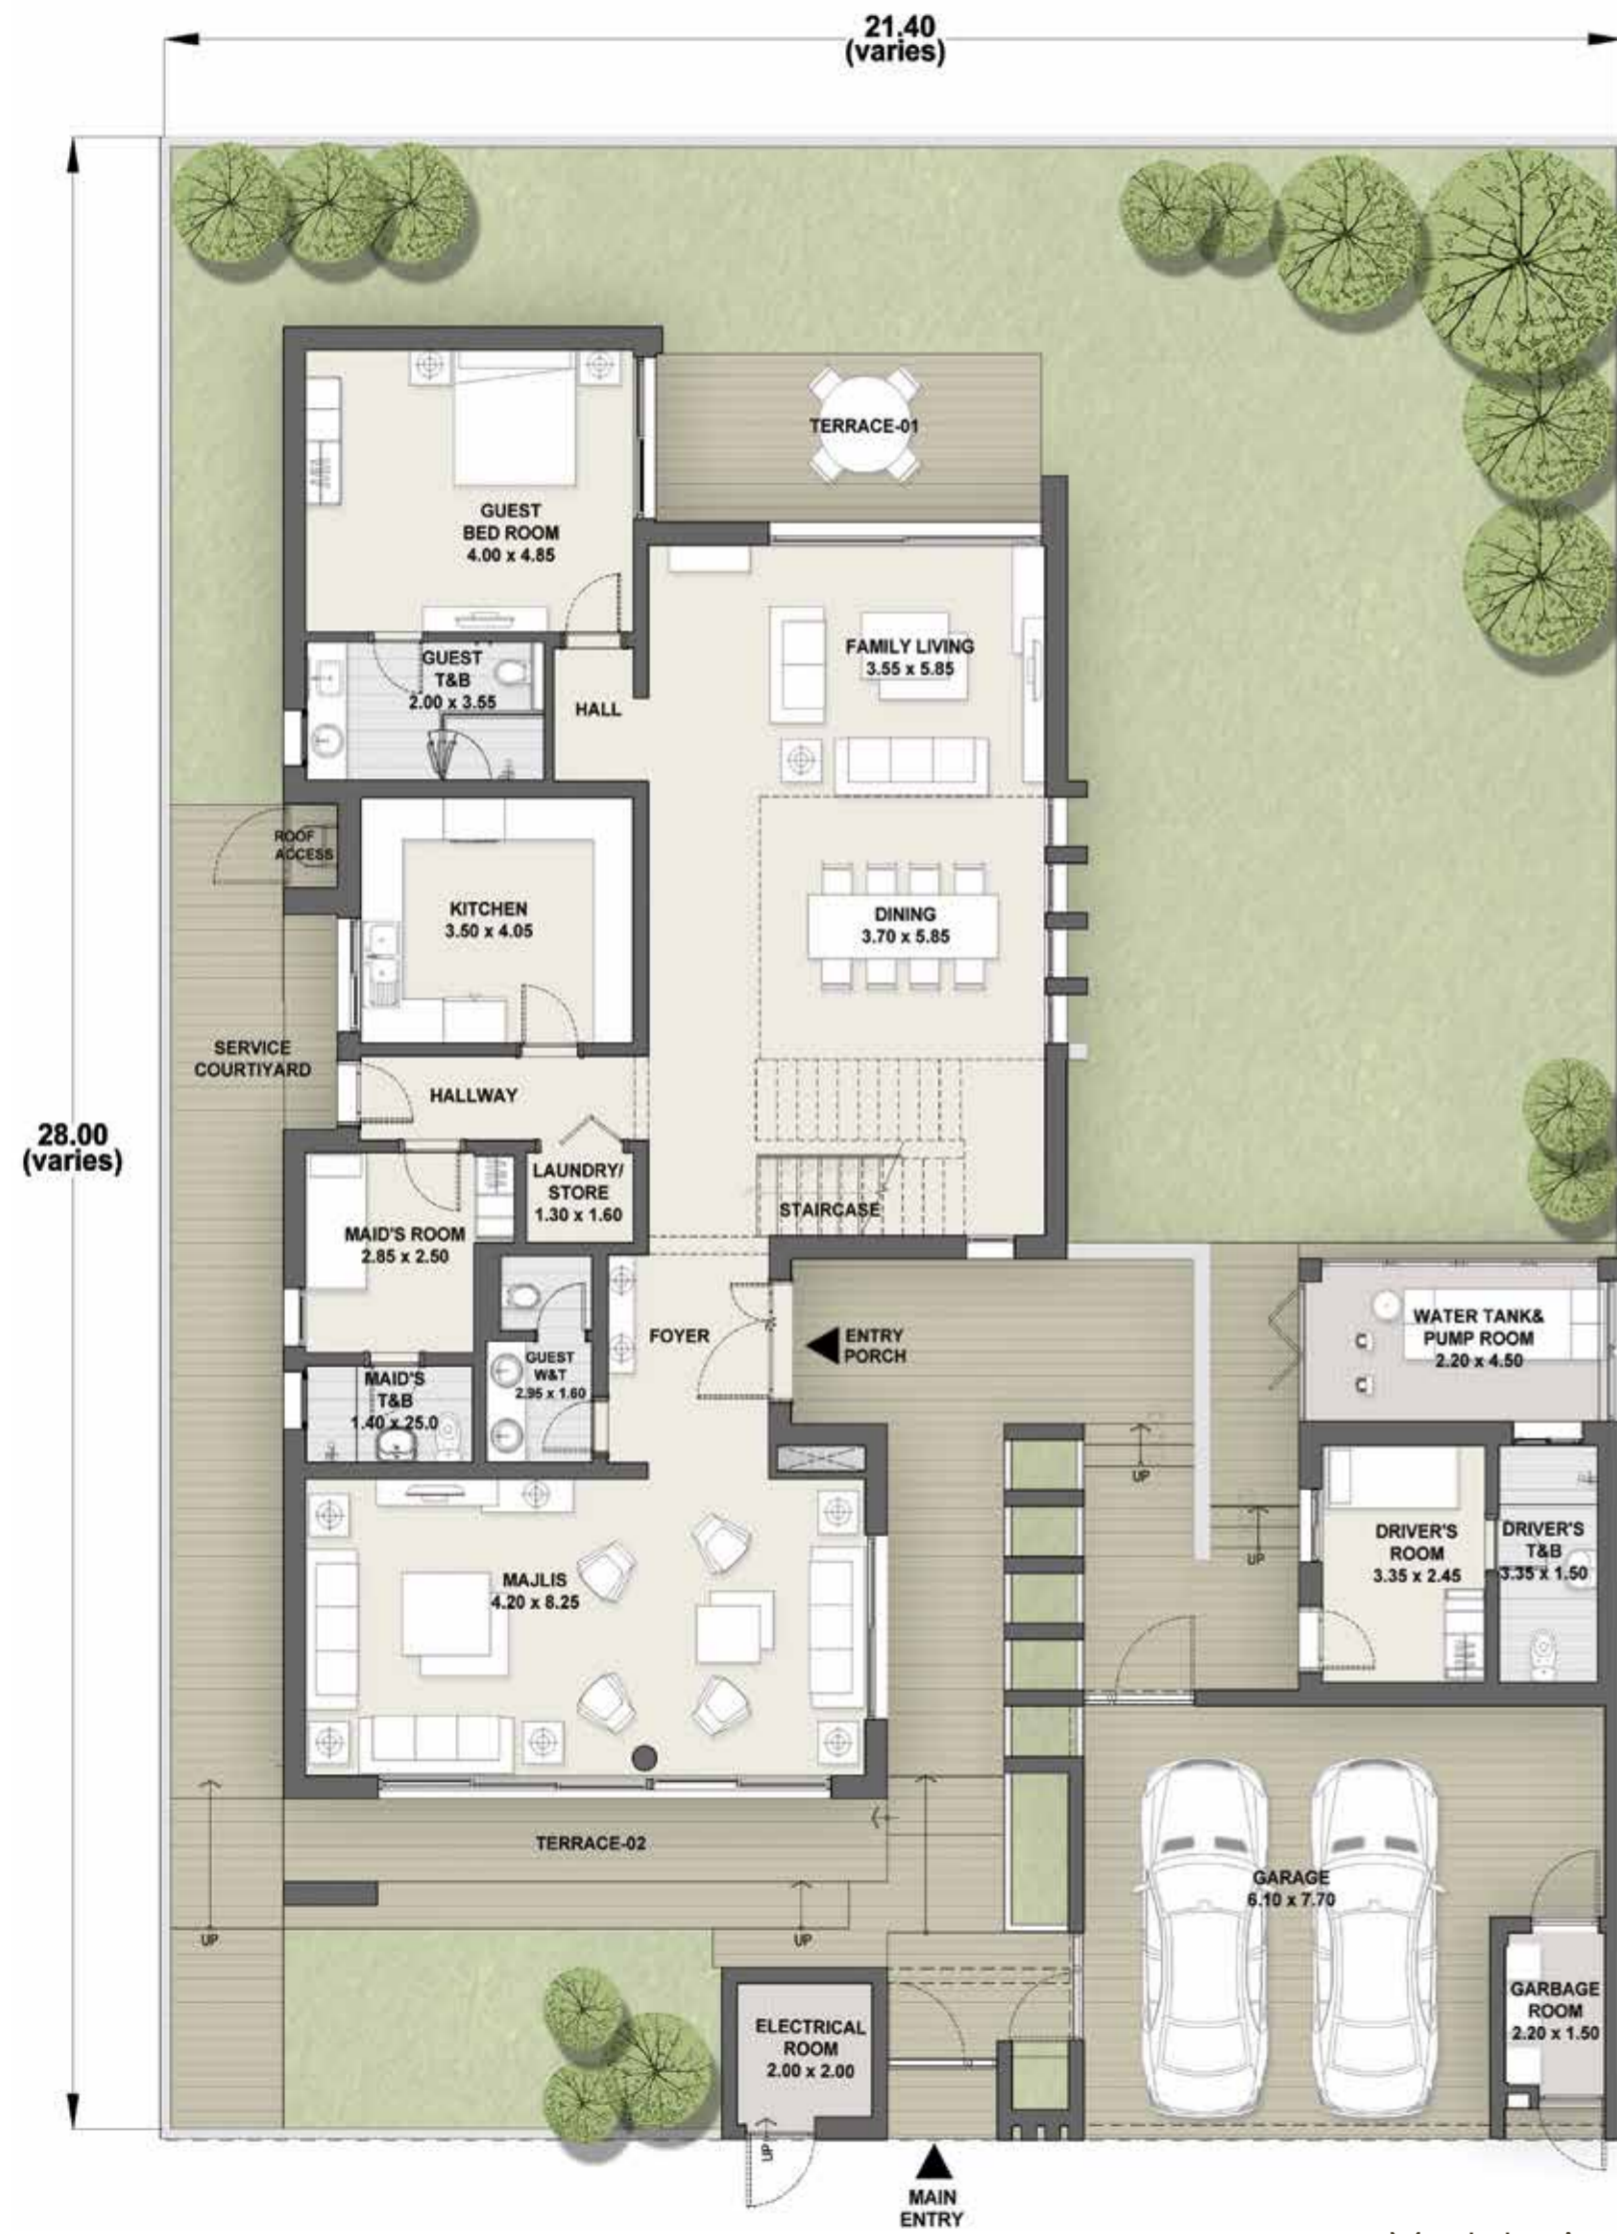 21.40
(varies)
28.00
(varies)
TERRACE-01
GUEST
BED ROOM
4.00 x 4.85
FAMILY LIVING
3.55 x 5.85
GUEST
T&B
2.00 x 3.55
HALL
ROOF
ACCESS
KITCHEN
3.50 x 4.05
DINING
3.70 x 5.85
SERVICE
COURTIYARD
HALLWAY
LAUNDRY/
STORE
1.30 x 1.60
STAIRCASE
MAID'S ROOM
2.85 x 2.50
FOYER
ENTRY
PORCH
WATER TANK&
PUMP ROOM
2.20 x 4.50
GUEST
W&T
2.95 x 1.60
MAID'S
T&B
1.40 x 25.0
UP
UP
DRIVER'S
ROOM
3.35 x 2.45
DRIVER'S
T&B
3.35 x 1.50
MAJLIS
4.20 x 8.25
TERRACE-02
GARAGE
6.10 x 7.70
UP
UP
GARBAGE
ROOM
2.20 x 1.50
ELECTRICAL
ROOM
2.00 x 2.00
UP
MAIN
ENTRY